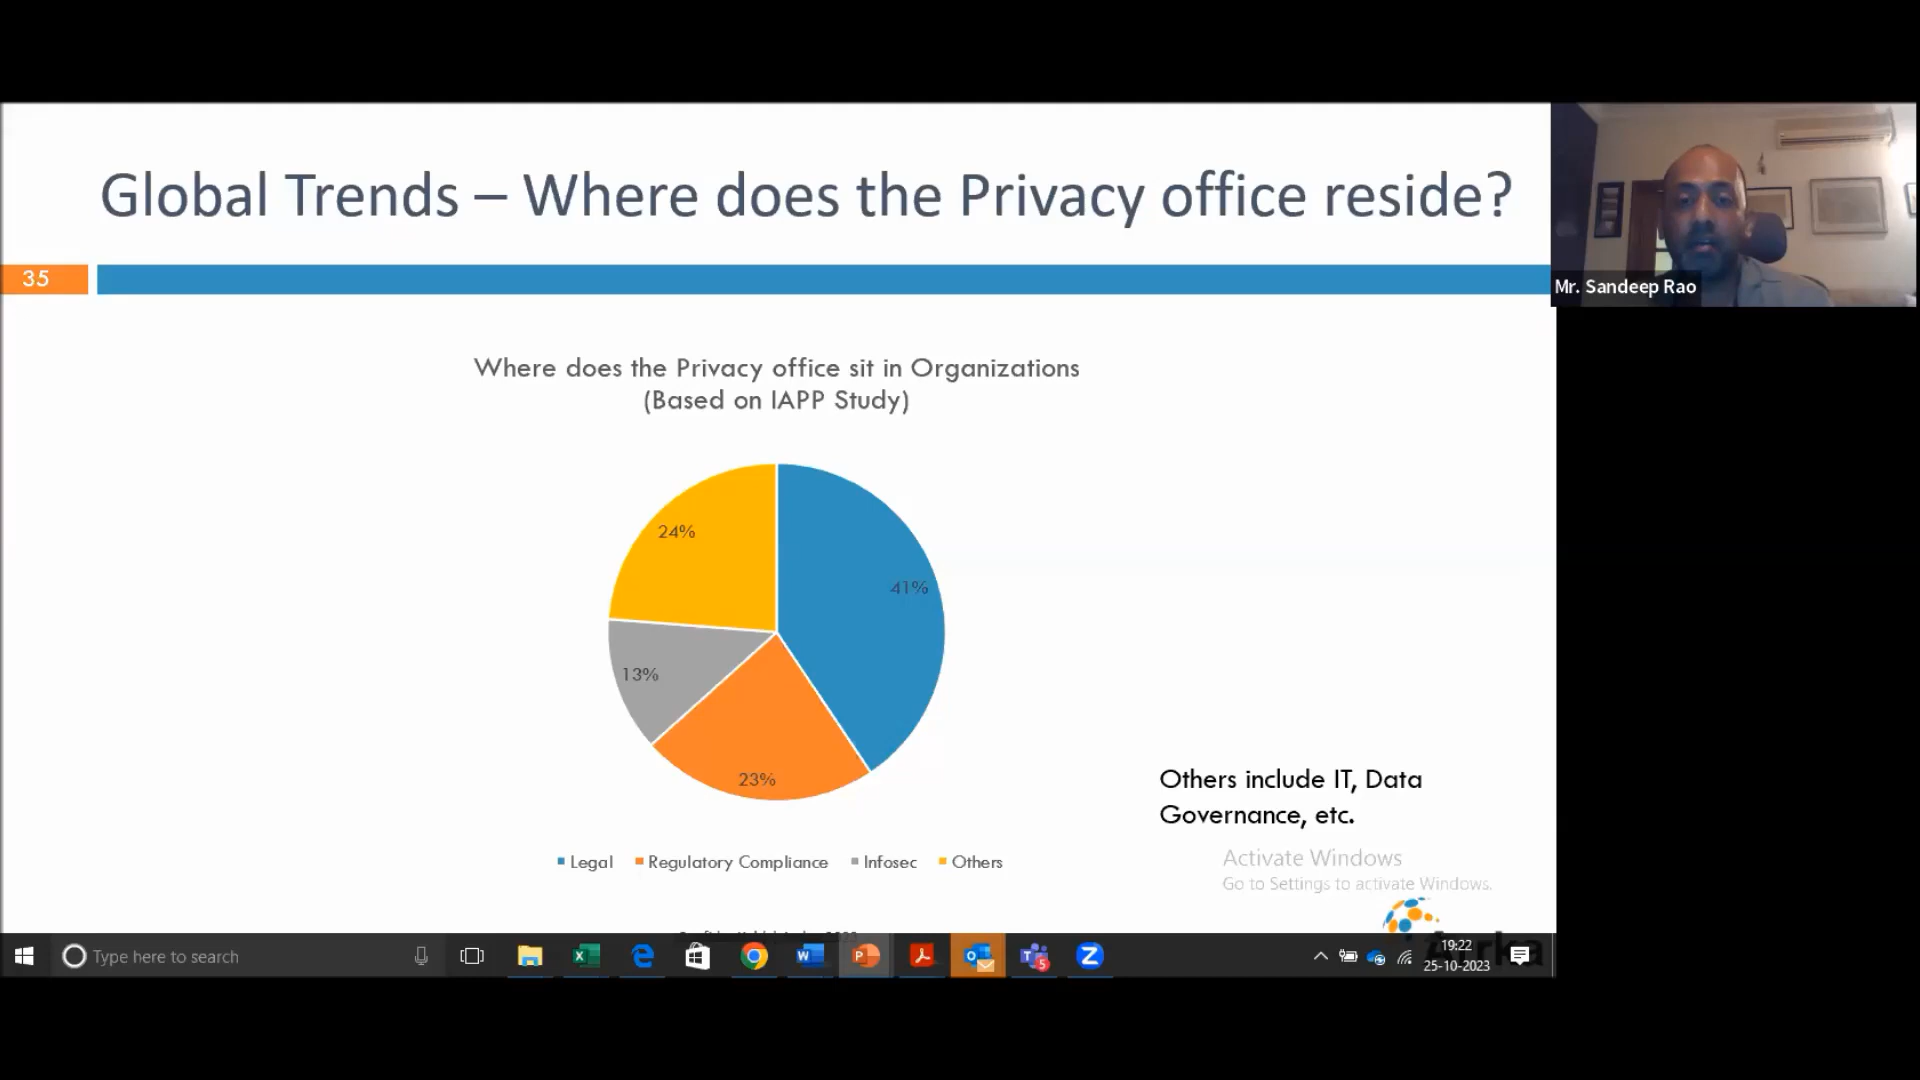 Global Trends – Where does the Privacy office reside?
Mr. Sandeep Rao
35
Where does the Privacy office sit in Organizations
(Based on IAPP Study)
24%
41%
13%
23%
Others include IT, Data
Governance, etc.
Legal Regulatory Compliance Infosec Others
Activate Windows
Go to Settings to activate Windows.
Type here to search
5
19:22
25-10-2023